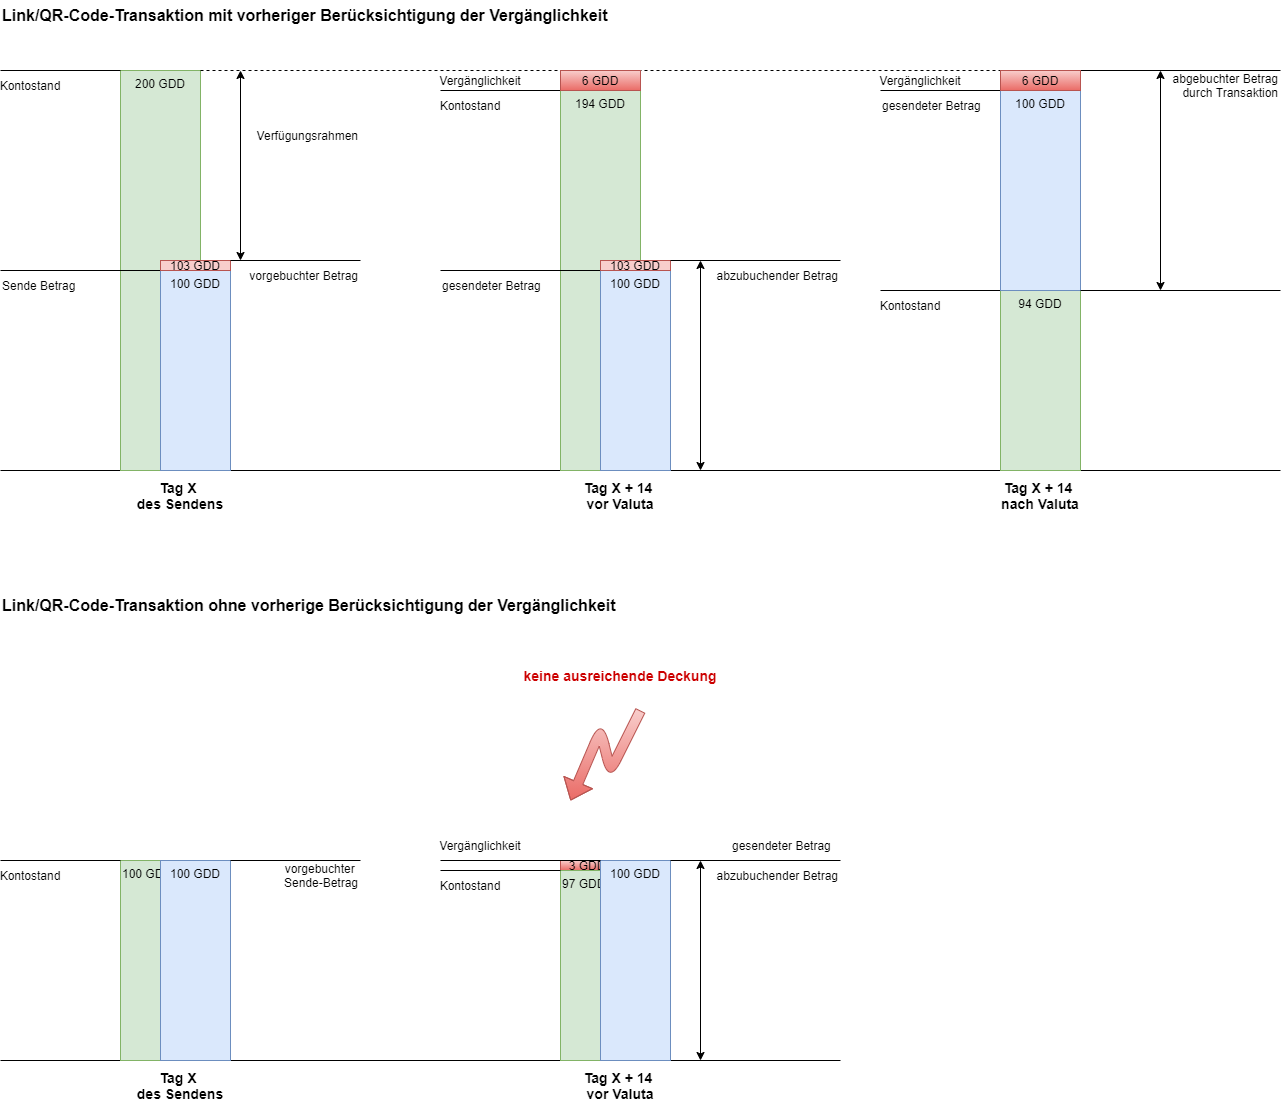 Link/QR-Code-Transaktion mit vorheriger Berücksichtigung der Vergänglichkeit
Kontostand
200 GDD
Verfügungsrahmen
103 GDD
vorgebuchter Betrag
Sende Betrag
100 GDD
Tag X
des Sendens
Vergänglichkeit
6 GDD
Kontostand
194 GDD
103 GDD
abzubuchender Betrag
gesendeter Betrag
100 GDD
Tag X + 14
vor Valuta
Vergänglichkeit
6 GDD
abgebuchter Betrag
durch Transaktion
gesendeter Betrag
100 GDD
Kontostand
94 GDD
Tag X + 14
nach Valuta
Link/QR-Code-Transaktion ohne vorherige Berücksichtigung der Vergänglichkeit
keine ausreichende Deckung
Kontostand
100 GD
100 GDD
vorgebuchter
Sende-Betrag
Tag X
des Sendens
Vergänglichkeit
gesendeter Betrag
3 GDD
Kontostand
97 GDD
100 GDD
abzubuchender Betrag
Tag X + 14
vor Valuta